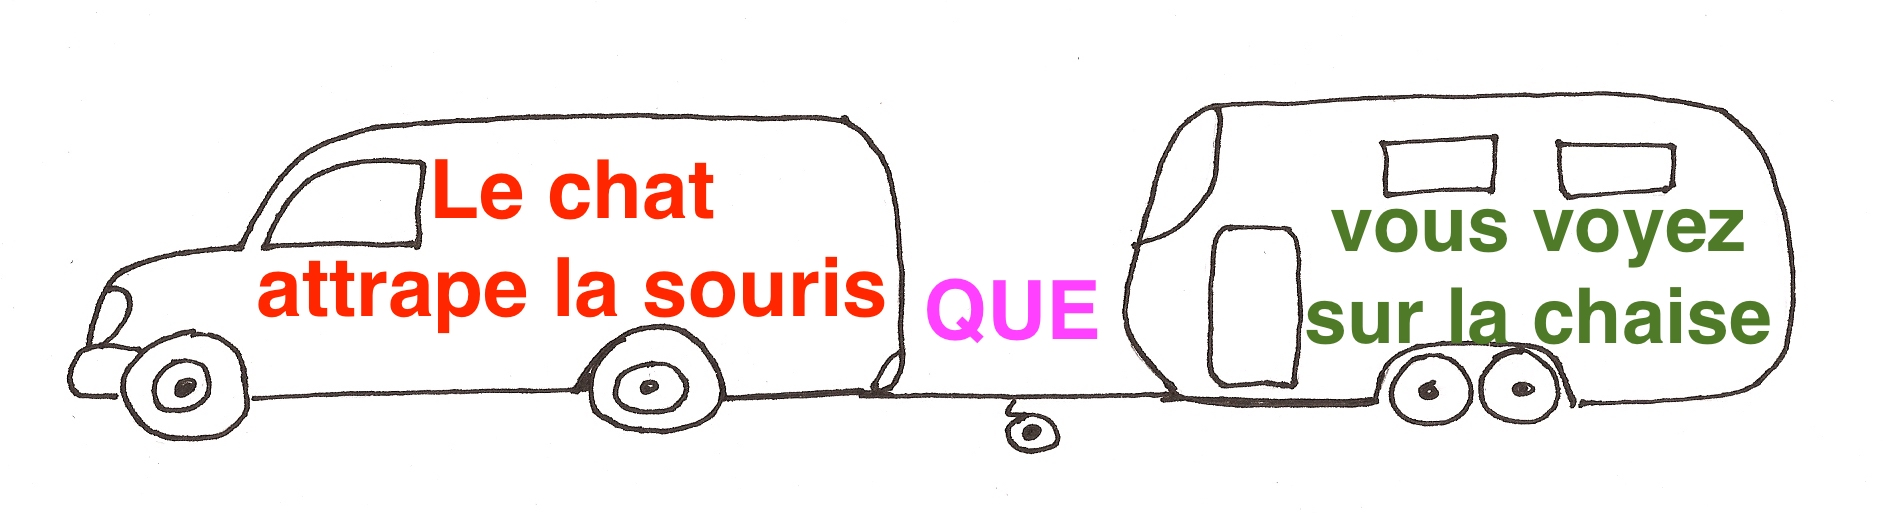 Le chat
attrape la souris
QUE
vous voyez
sur la chaise